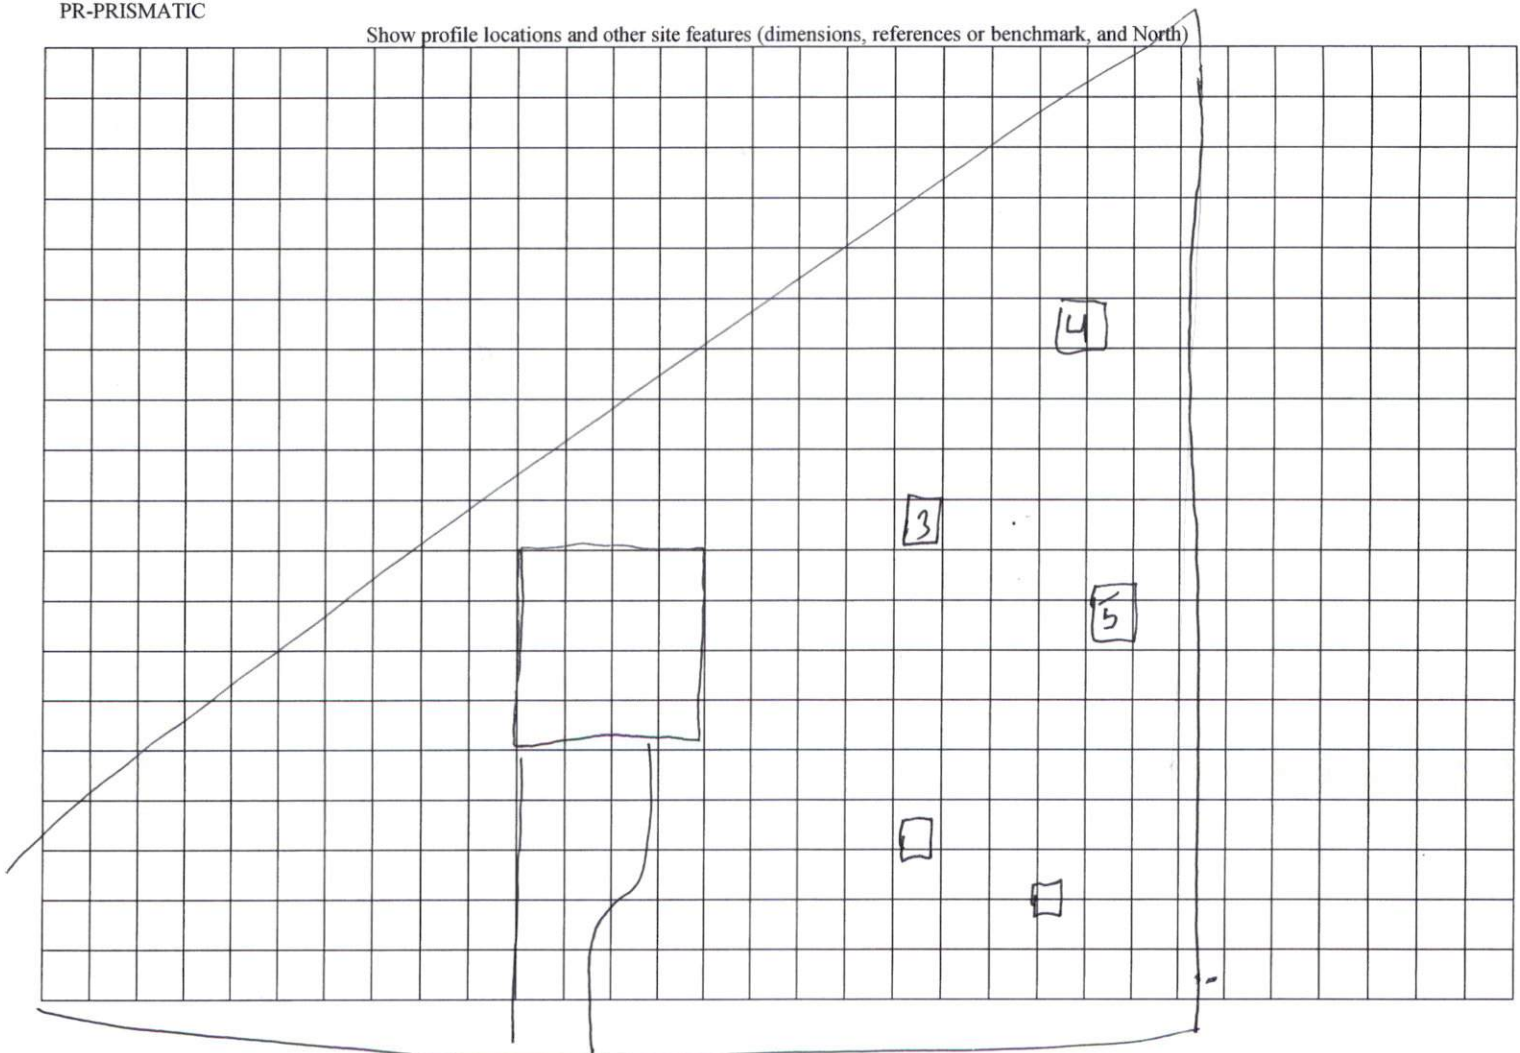 PR-PRISMATIC
Show profile locations and other site features (dimensions, references or benchmark, and North)
4
3
5